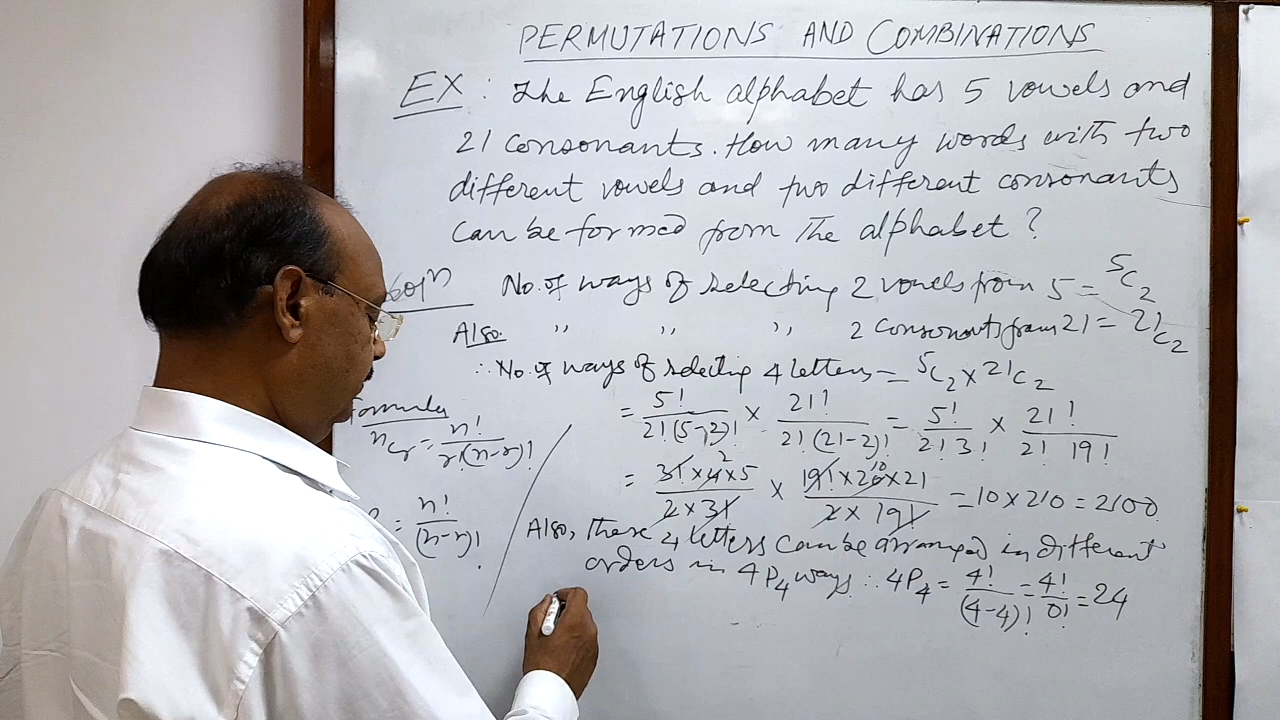 PERMUTATIONS AND COMBINATIONS
EX : The English alphabet has 5 vowels and
21 consonants. How many words with two
different vowels and two different consonants
can be formed from the alphabet ?
Solⁿ No. of ways of selecting 2 vowels from 5 = ⁵C₂
Also ,, ,, ,, 2 consonants from 21 = ²¹C₂
∴ No. of ways of selecting 4 letters = ⁵C₂ × ²¹C₂
= 5!/2!(5-2)! × 21!/2!(21-2)! = 5!/2!3! × 21!/2! 19!
= 3!×4×5/2×3! × 19!×20×21/2×19! = 10×210 = 2100
2 10
Also, these 4 letters can be arranged in different
orders in 4P₄ ways. ∴ 4P₄ = 4!/(4-4)! = 4!/0! = 24
Formula
nCr = n!/r!(n-r)!
= n!/(n-r)!